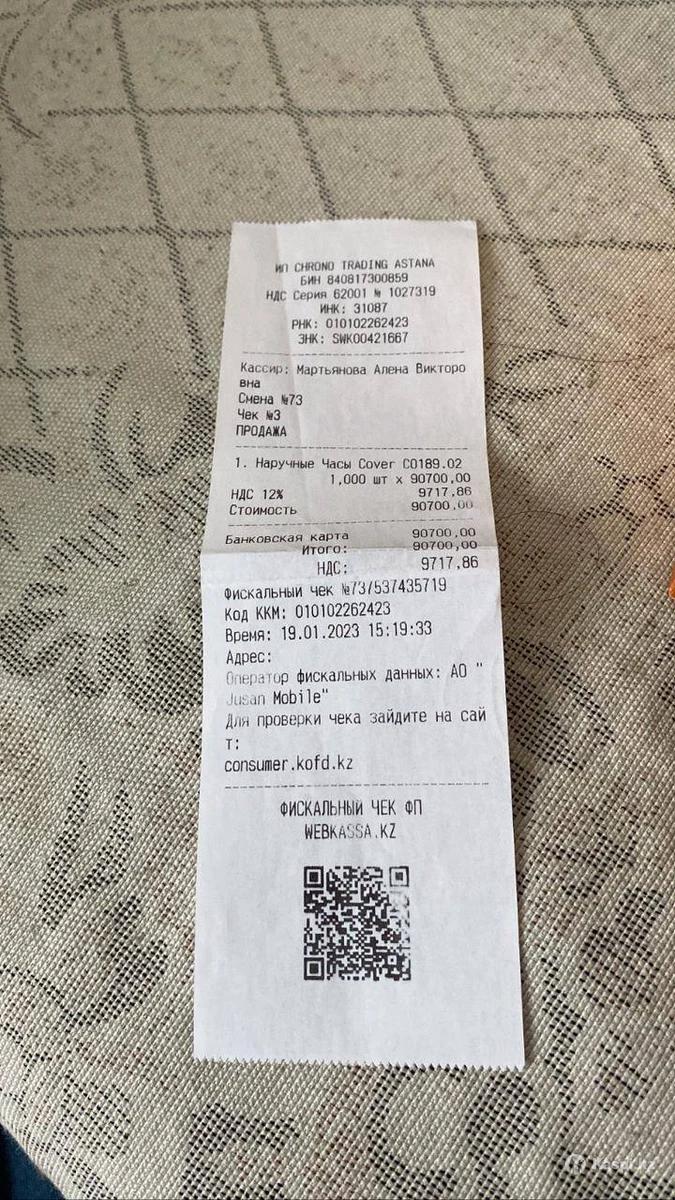 ИП CHRONO TRADING ASTANA
БИН 840817300859
НДС Серия 62001 № 1027319
ИНК: 31087
РНК: 010102262423
ЗНК: SWK00421667
Кассир: Мартьянова Алена Викторо
вна
Смена №73
Чек №3
ПРОДАЖА
1. Наручные Часы Cover CO189.02
1,000 шт x 90700,00
НДС 12% 9717,86
Стоимость 90700,00
Банковская карта 90700,00
Итого: 90700,00
НДС: 9717,86
Фискальный чек №737537435719
Код ККМ: 010102262423
Время: 19.01.2023 15:19:33
Адрес:
Оператор фискальных данных: АО "
Jusan Mobile"
Для проверки чека зайдите на сай
т:
consumer.kofd.kz
ФИСКАЛЬНЫЙ ЧЕК ФП
WEBKASSA.KZ
Kaspi.kz